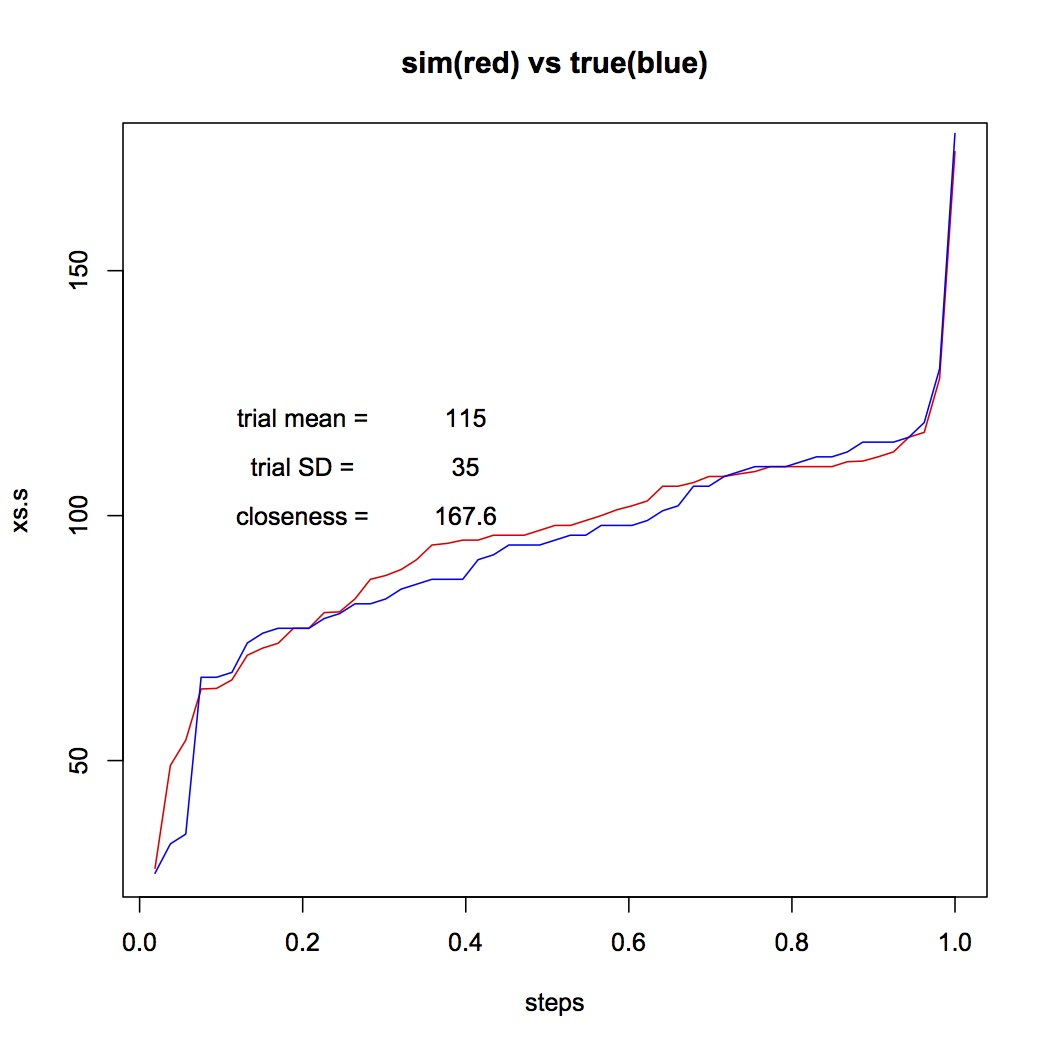 sim(red) vs true(blue)
150
100
50
xs.s
trial mean = 115
trial SD = 35
closeness = 167.6
0.0 0.2 0.4 0.6 0.8 1.0
steps